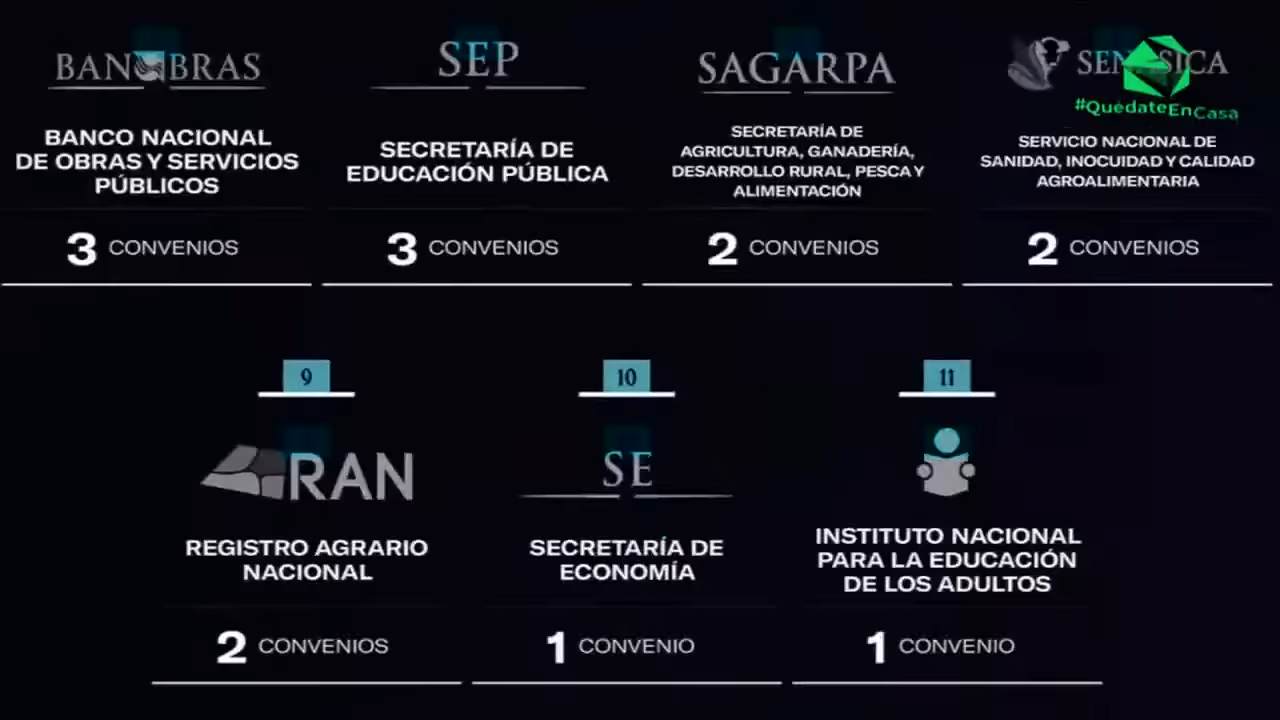 BANOBRAS
BANCO NACIONAL
DE OBRAS Y SERVICIOS
PÚBLICOS
3 CONVENIOS
SEP
SECRETARÍA DE
EDUCACIÓN PÚBLICA
3 CONVENIOS
SAGARPA
SECRETARÍA DE
AGRICULTURA, GANADERÍA,
DESARROLLO RURAL, PESCA Y
ALIMENTACIÓN
2 CONVENIOS
SENASICA
#QuédateEnCasa
SERVICIO NACIONAL DE
SANIDAD, INOCUIDAD Y CALIDAD
AGROALIMENTARIA
2 CONVENIOS
9
RAN
REGISTRO AGRARIO
NACIONAL
2 CONVENIOS
10
SE
SECRETARÍA DE
ECONOMÍA
1 CONVENIO
11
INSTITUTO NACIONAL
PARA LA EDUCACIÓN
DE LOS ADULTOS
1 CONVENIO